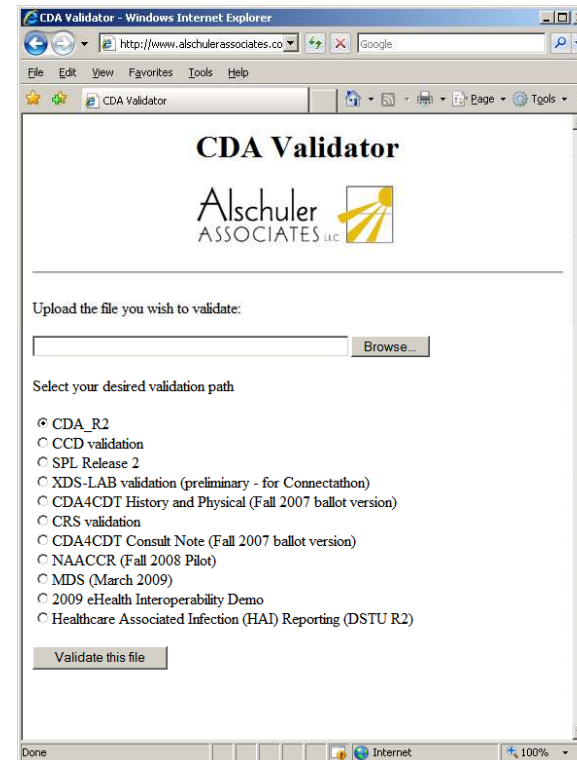 CDA Validator - Windows Internet Explorer
http://www.alschulerassociates.co
Google
File Edit View Favorites Tools Help
CDA Validator
Page Tools
CDA Validator
Alschuler
ASSOCIATES LLC
Upload the file you wish to validate:
Browse...
Select your desired validation path
CDA_R2
CCD validation
SPL Release 2
XDS-LAB validation (preliminary - for Connectathon)
CDA4CDT History and Physical (Fall 2007 ballot version)
CRS validation
CDA4CDT Consult Note (Fall 2007 ballot version)
NAACCR (Fall 2008 Pilot)
MDS (March 2009)
2009 eHealth Interoperability Demo
Healthcare Associated Infection (HAI) Reporting (DSTU R2)
Validate this file
Done Internet 100%